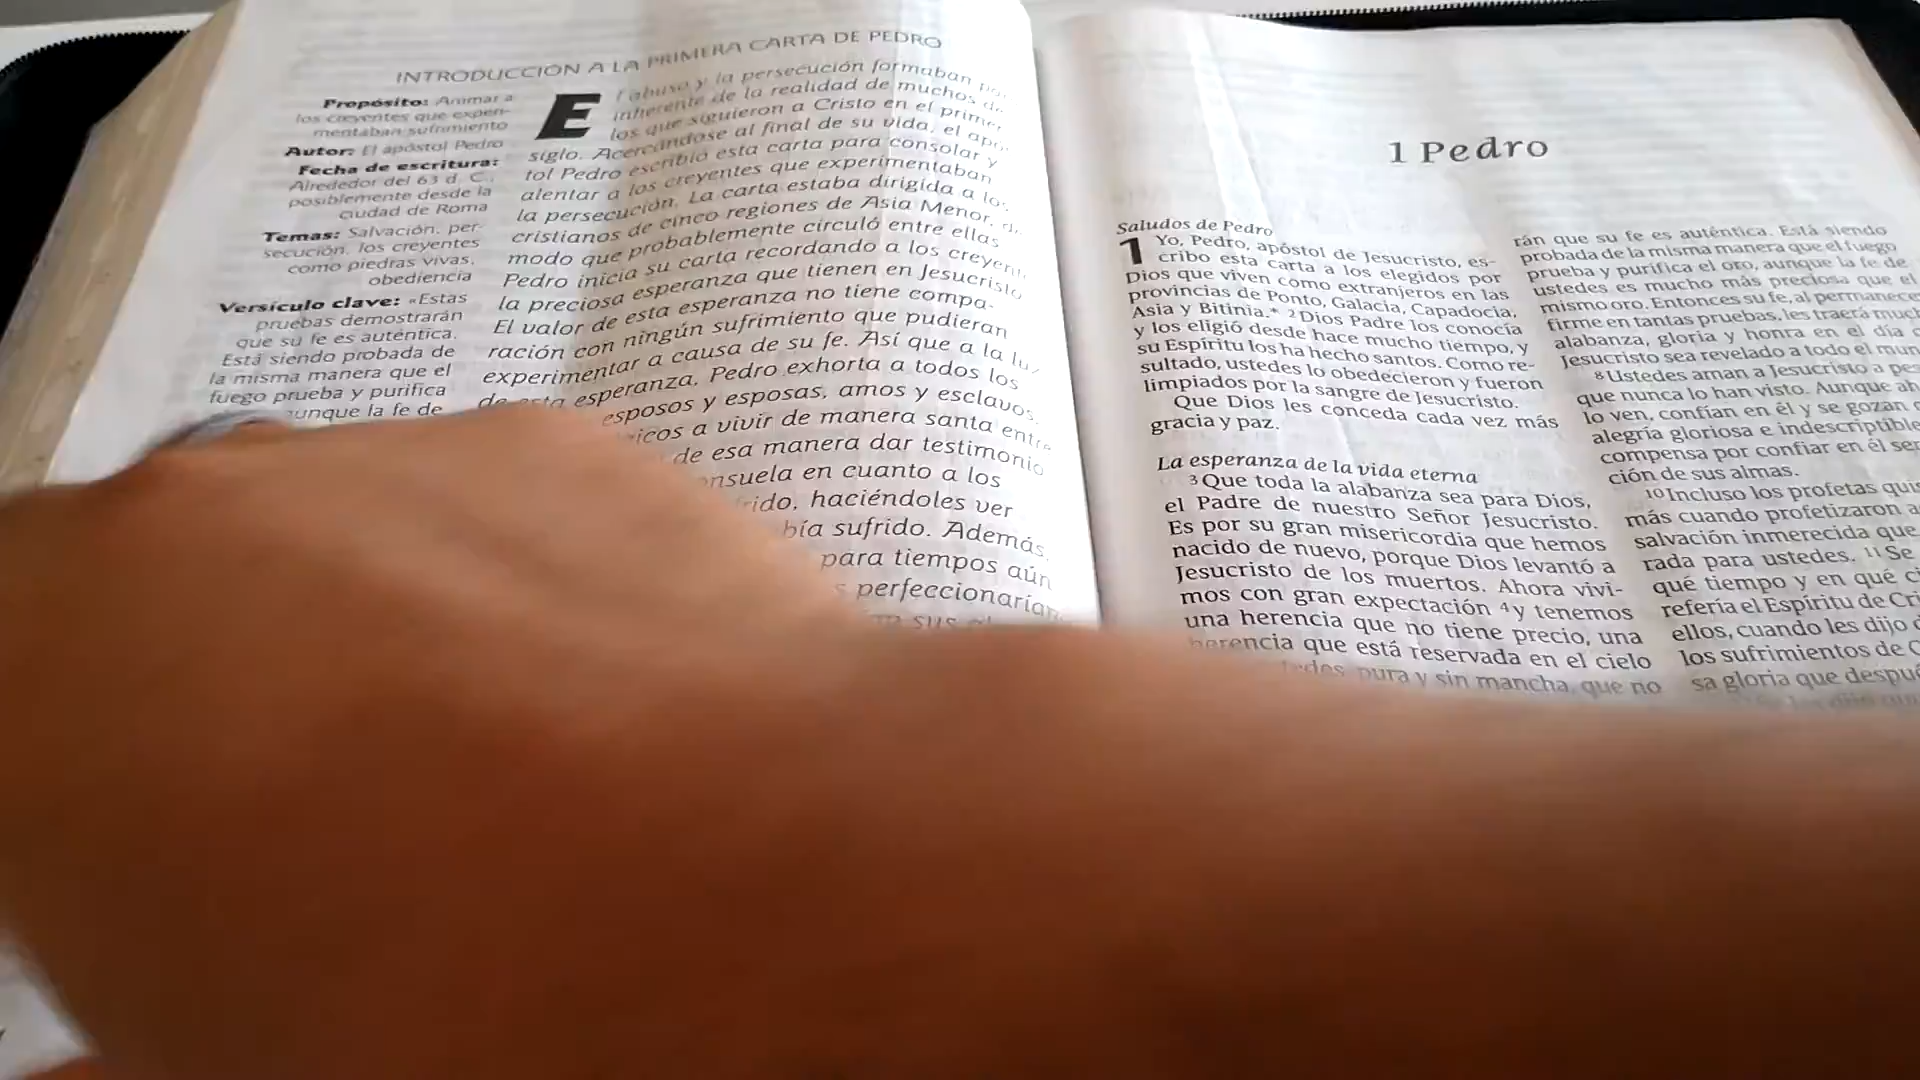 INTRODUCCIÓN A LA PRIMERA CARTA DE PEDRO
Propósito: Animar a
los creyentes que experi-
mentaban sufrimiento
Autor: El apóstol Pedro
Fecha de escritura:
Alrededor del 63 d. C.,
posiblemente desde la
ciudad de Roma
Temas: Salvación, per-
secución, los creyentes
como piedras vivas,
obediencia
Versículo clave: «Estas
pruebas demostrarán
que su fe es auténtica.
Está siendo probada de
la misma manera que el
fuego prueba y purifica
aunque la fe de
El abuso y la persecución formaban
inherente de la realidad de muchos de
los que siguieron a Cristo en el primer
siglo. Acercándose al final de su vida, el após-
tol Pedro escribió esta carta para consolar y
alentar a los creyentes que experimentaban
la persecución. La carta estaba dirigida a los
cristianos de cinco regiones de Asia Menor,
modo que probablemente circuló entre ellas
Pedro inicia su carta recordando a los
la preciosa esperanza que tienen en Jesucristo
El valor de esta esperanza no tiene compa-
ración con ningún sufrimiento que pudieran
experimentar a causa de su fe. Así que a la luz
de esta esperanza, Pedro exhorta a todos los
esposos y esposas, amos y esclavos,
a vivir de manera santa entre
de esa manera dar testimonio
en cuanto a los
haciéndoles ver
sufrido. Además,
para tiempos aún
perfeccionarían
sus
1 Pedro
Saludos de Pedro
1 Yo, Pedro, apóstol de Jesucristo, es-
cribo esta carta a los elegidos por
Dios que viven como extranjeros en las
provincias de Ponto, Galacia, Capadocia,
Asia y Bitinia.* 2 Dios Padre los conocía
y los eligió desde hace mucho tiempo, y
su Espíritu los ha hecho santos. Como re-
sultado, ustedes lo obedecieron y fueron
limpiados por la sangre de Jesucristo.
Que Dios les conceda cada vez más
gracia y paz.
La esperanza de la vida eterna
3 Que toda la alabanza sea para Dios,
el Padre de nuestro Señor Jesucristo.
Es por su gran misericordia que hemos
nacido de nuevo, porque Dios levantó a
Jesucristo de los muertos. Ahora vivi-
mos con gran expectación 4 y tenemos
una herencia que no tiene precio, una
herencia que está reservada en el cielo
pura y sin mancha, que no
rán que su fe es auténtica. Está siendo
probada de la misma manera que el fuego
prueba y purifica el oro, aunque la fe de
ustedes es mucho más preciosa que el
mismo oro. Entonces su fe, al permanecer
firme en tantas pruebas, les traerá
alabanza, gloria y honra en el día
Jesucristo sea revelado a todo el
8 Ustedes aman a Jesucristo a
que nunca lo han visto. Aunque
lo ven, confían en él y se gozan
alegría gloriosa e indescriptible
compensa por confiar en él
ción de sus almas.
10 Incluso los profetas
más cuando profetizaron
salvación inmerecida que
rada para ustedes. 11 Se
qué tiempo y en qué
refería el Espíritu de
ellos, cuando les dijo
los sufrimientos de
sa gloria que